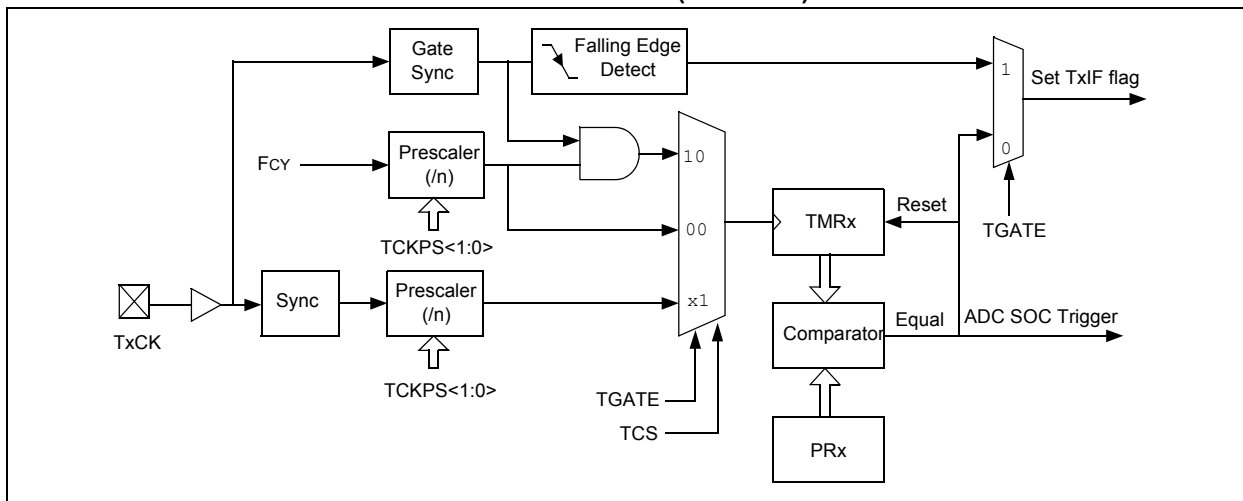 Gate
Sync
Falling Edge
Detect
1
Set TxIF flag
0
FCY
Prescaler
(/n)
10
TCKPS<1:0>
00
Reset
TMRx
TGATE
Sync
Prescaler
(/n)
x1
TxCK
Comparator
Equal
ADC SOC Trigger
TCKPS<1:0>
TGATE
TCS
PRx